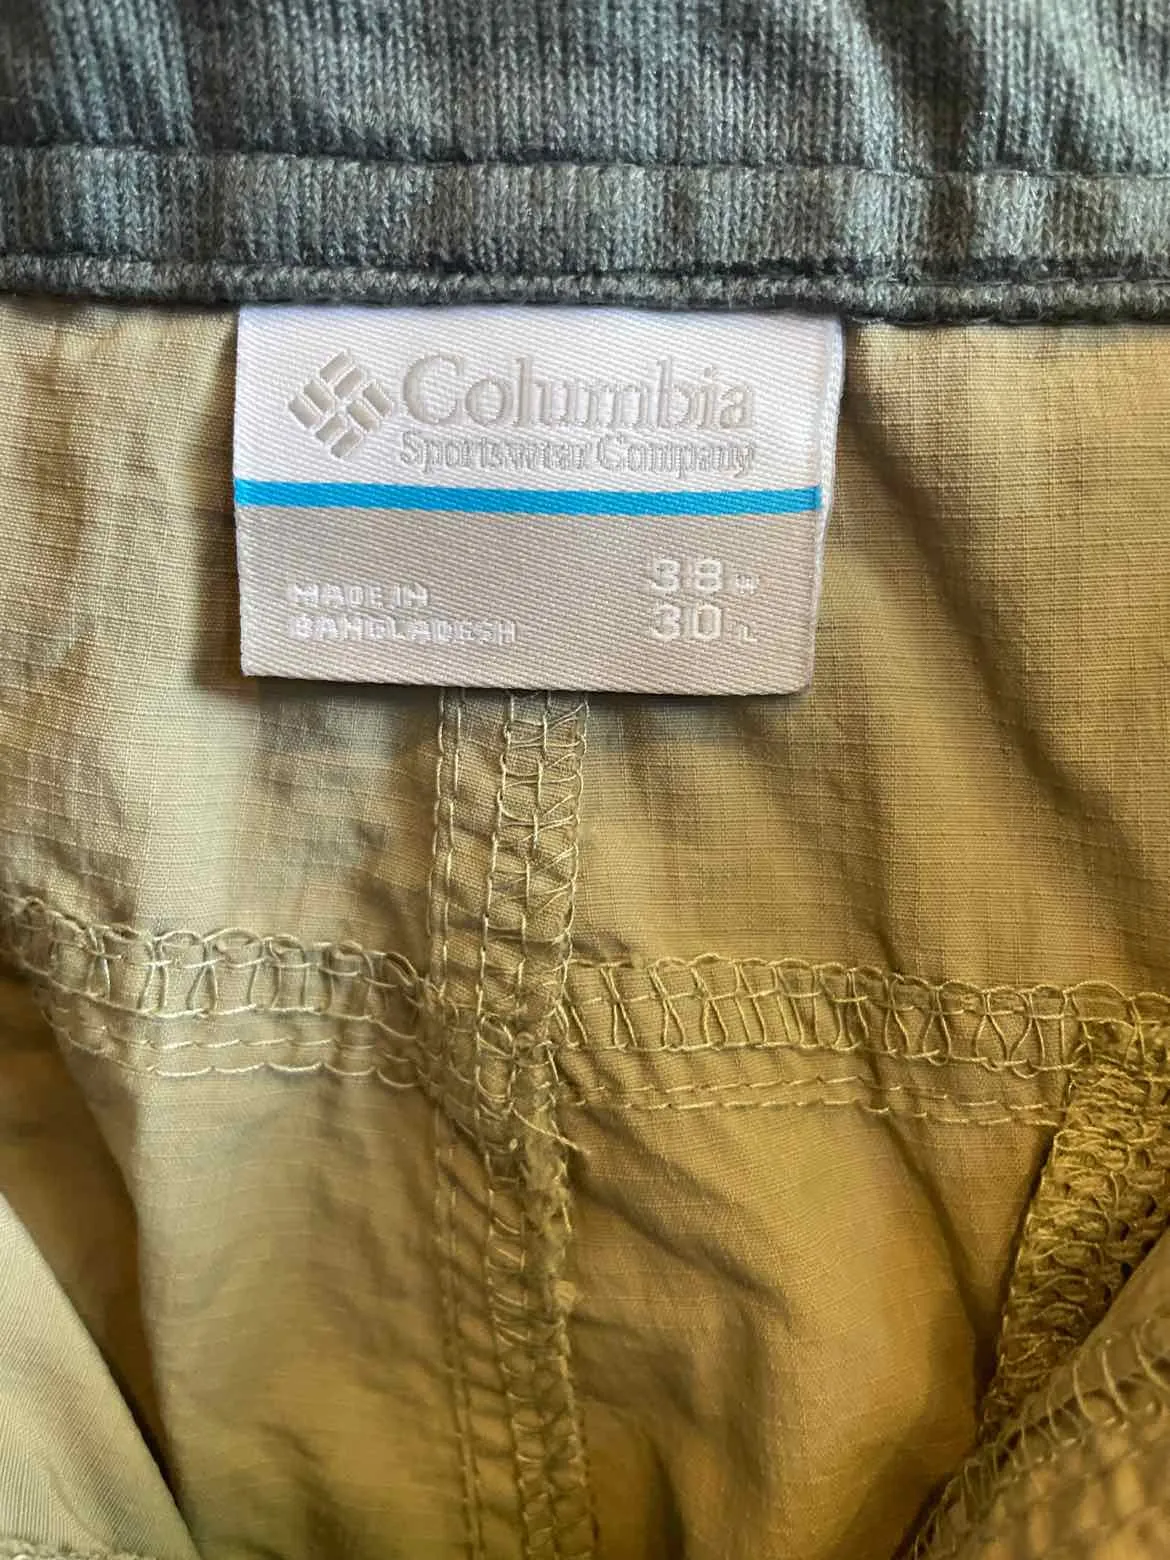 Columbia
Sportswear Company
MADE IN
BANGLADESH
38 W
30 L